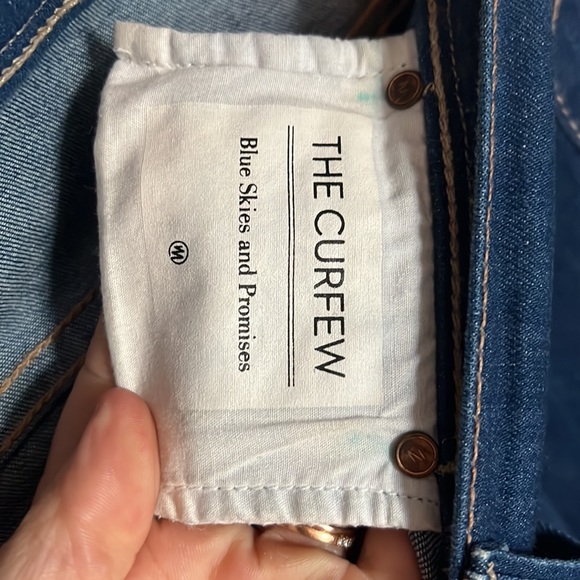 THE CURFEW
Blue Skies and Promises